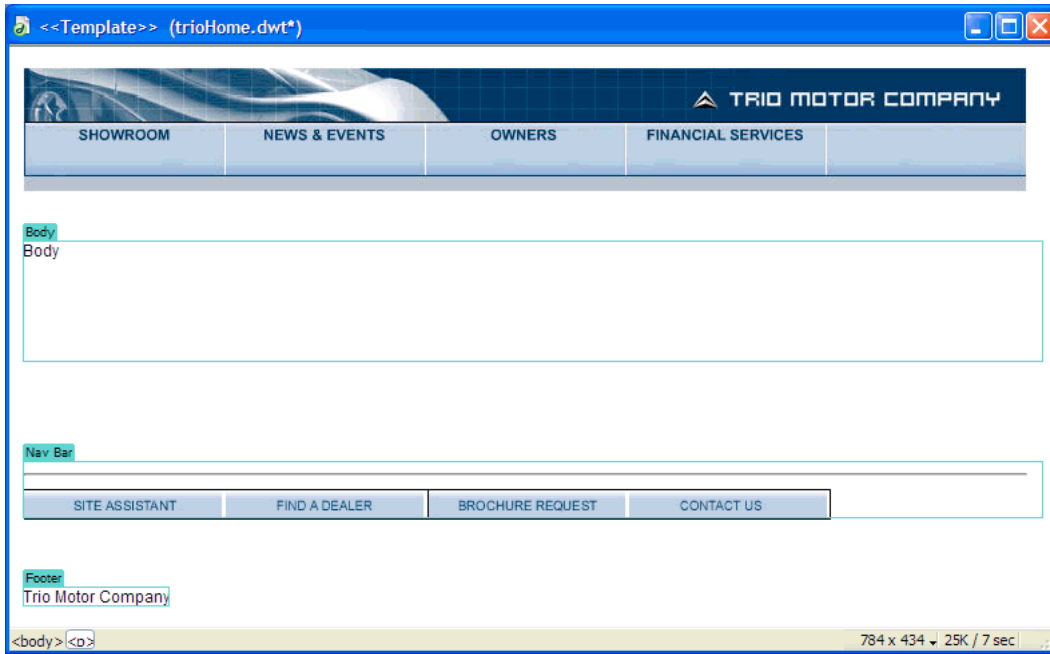 <<Template>> (trioHome.dwt*)
TRIO MOTOR COMPANY
SHOWROOM NEWS & EVENTS OWNERS FINANCIAL SERVICES
Body
Body
Nav Bar
SITE ASSISTANT FIND A DEALER BROCHURE REQUEST CONTACT US
Footer
Trio Motor Company
<body> <p> 784 x 434 25K / 7 sec